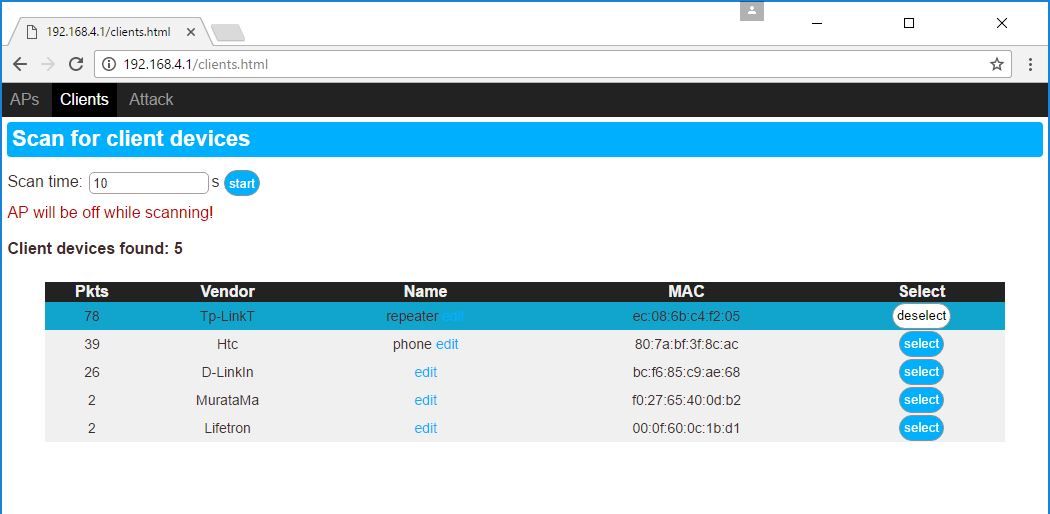 192.168.4.1/clients.html
192.168.4.1/clients.html
APs Clients Attack
Scan for client devices
Scan time: 10 s start
AP will be off while scanning!
Client devices found: 5
Pkts Vendor Name MAC Select
78 Tp-LinkT repeater edit ec:08:6b:c4:f2:05 deselect
39 Htc phone edit 80:7a:bf:3f:8c:ac select
26 D-LinkIn edit bc:f6:85:c9:ae:68 select
2 MurataMa edit f0:27:65:40:0d:b2 select
2 Lifetron edit 00:0f:60:0c:1b:d1 select